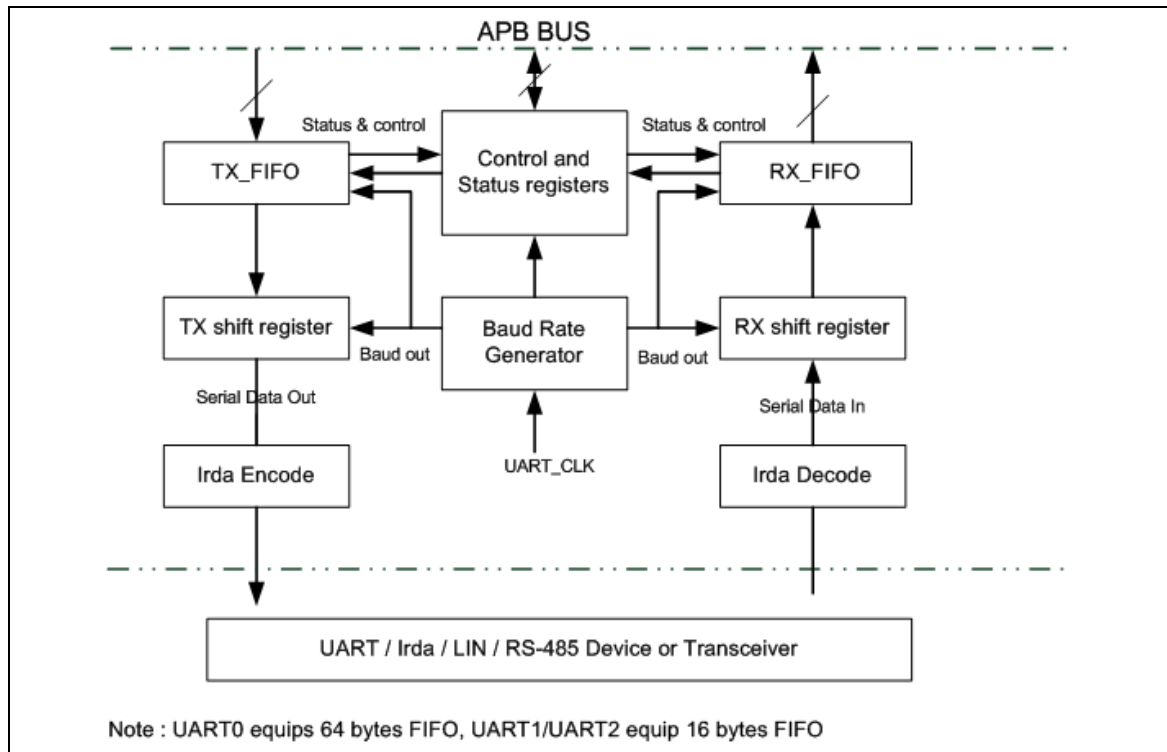 APB BUS
Status & control
Status & control
TX_FIFO
Control and
Status registers
RX_FIFO
TX shift register
Baud out
Baud Rate
Generator
Baud out
RX shift register
Serial Data Out
Serial Data In
Irda Encode
UART_CLK
Irda Decode
UART / Irda / LIN / RS-485 Device or Transceiver
Note : UART0 equips 64 bytes FIFO, UART1/UART2 equip 16 bytes FIFO